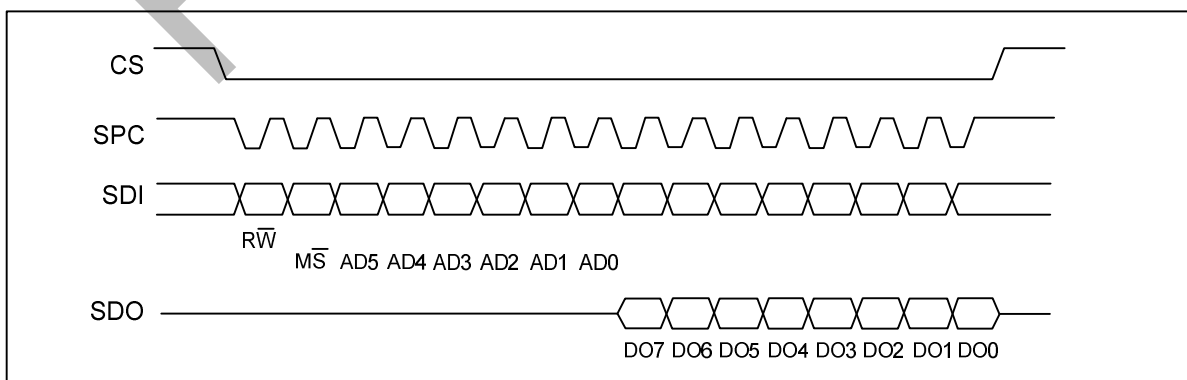 CS
SPC
SDI
RW̅
MS̅ AD5 AD4 AD3 AD2 AD1 AD0
SDO
DO7 DO6 DO5 DO4 DO3 DO2 DO1 DO0